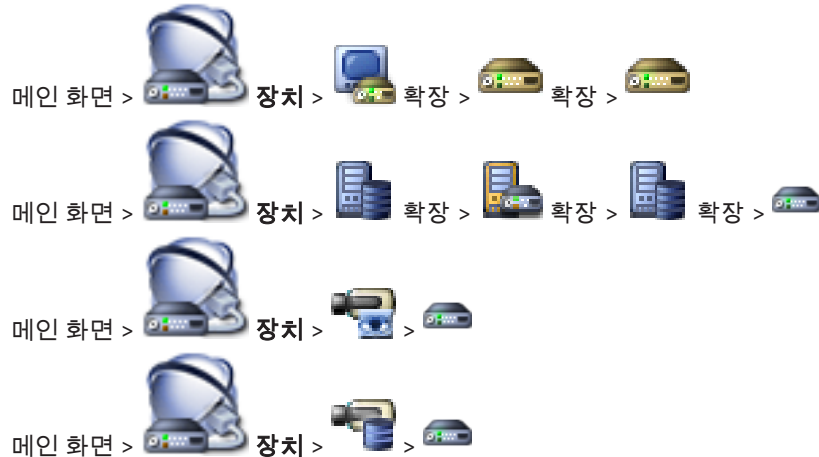 메인 화면 > 장치 > 확장 > 확장 >
메인 화면 > 장치 > 확장 > 확장 > 확장 >
메인 화면 > 장치 > >
메인 화면 > 장치 > >